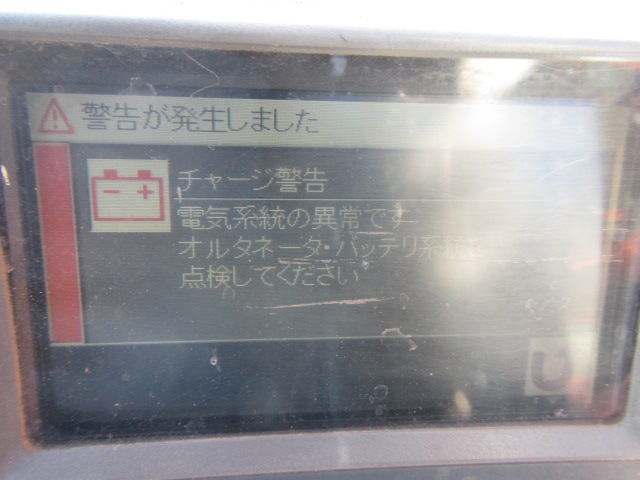 警告が発生しました
チャージ警告
電気系統の異常です
オルタネータ・バッテリ系統を
点検してください